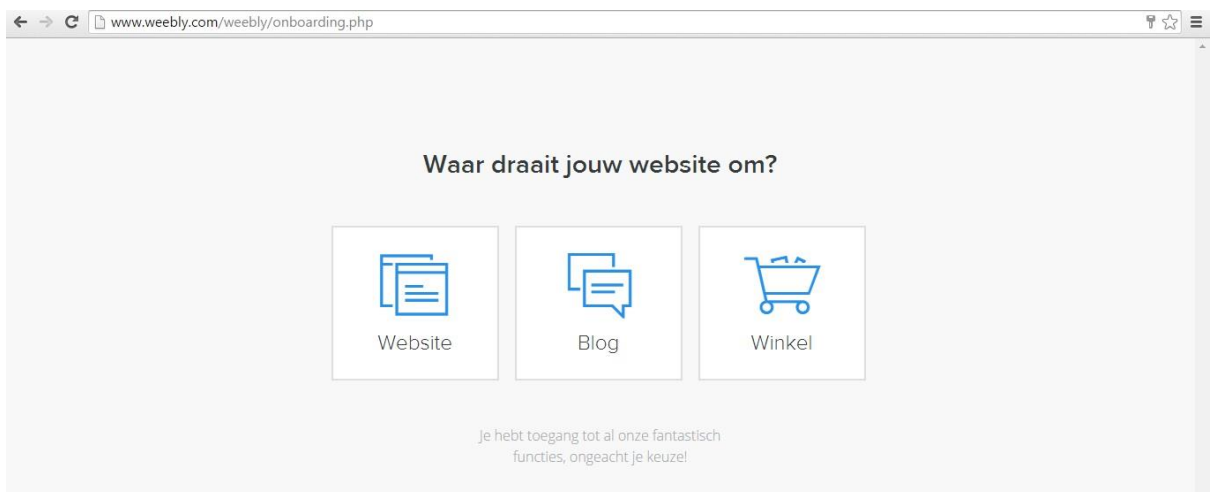 www.weebly.com/weebly/onboarding.php
Waar draait jouw website om?
Website Blog Winkel
Je hebt toegang tot al onze fantastisch
functies, ongeacht je keuze!